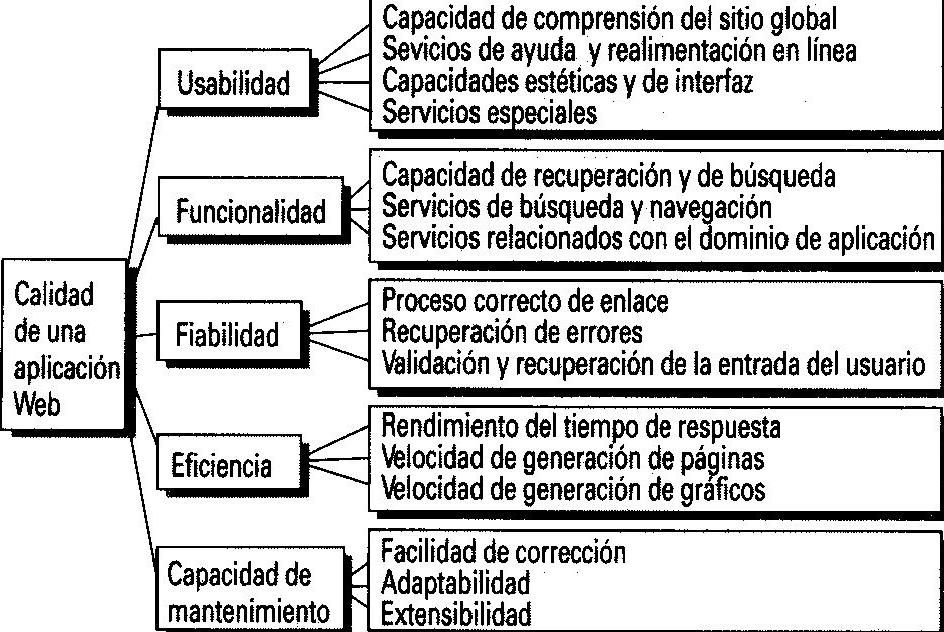 Calidad
de una
aplicación
Web
Usabilidad
Capacidad de comprensión del sitio global
Sevicios de ayuda y realimentación en línea
Capacidades estéticas y de interfaz
Servicios especiales
Funcionalidad
Capacidad de recuperación y de búsqueda
Servicios de búsqueda y navegación
Servicios relacionados con el dominio de aplicación
Fiabilidad
Proceso correcto de enlace
Recuperación de errores
Validación y recuperación de la entrada del usuario
Eficiencia
Rendimiento del tiempo de respuesta
Velocidad de generación de páginas
Velocidad de generación de gráficos
Capacidad de
mantenimiento
Facilidad de corrección
Adaptabilidad
Extensibilidad